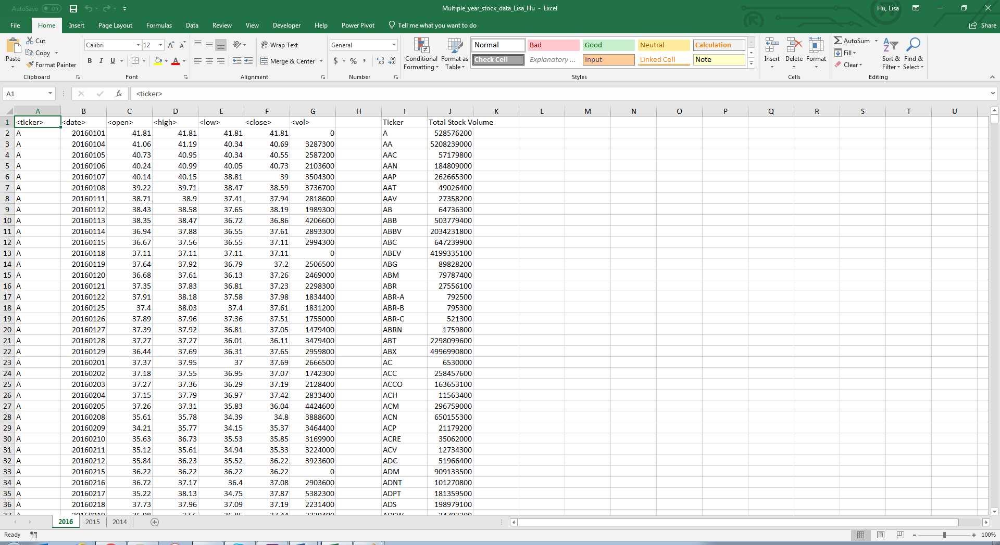 AutoSave Off
Multiple_year_stock_data_Lisa_Hu - Excel
Hu, Lisa
File Home Insert Page Layout Formulas Data Review View Developer Help Power Pivot Tell me what you want to do Share
Paste
Cut
Copy
Format Painter
Clipboard
Calibri 12
B I U
Font
Wrap Text
Merge & Center
Alignment
General
$ % ,
Number
Conditional Formatting
Format as Table
Normal Bad Good Neutral Calculation
Check Cell Explanatory ... Input Linked Cell Note
Styles
Insert Delete Format
Cells
AutoSum
Fill
Clear
Sort & Filter
Find & Select
Editing
A1 fx <ticker>
A B C D E F G H I J K L M N O P Q R S T U
1 <ticker> <date> <open> <high> <low> <close> <vol> Ticker Total Stock Volume
2 A 20160101 41.81 41.81 41.81 41.81 0 A 528576200
3 A 20160104 41.06 41.19 40.34 40.69 3287300 AA 5208239000
4 A 20160105 40.73 40.95 40.34 40.55 2587200 AAC 57179800
5 A 20160106 40.24 40.99 40.05 40.73 2103600 AAN 184809000
6 A 20160107 40.14 40.15 38.81 39 3504300 AAP 262665300
7 A 20160108 39.22 39.71 38.47 38.59 3736700 AAT 49026400
8 A 20160111 38.71 38.9 37.41 37.94 2818600 AAV 27358200
9 A 20160112 38.43 38.58 37.65 38.19 1989300 AB 64736300
10 A 20160113 38.35 38.47 36.72 36.86 4206600 ABB 503779400
11 A 20160114 36.94 37.88 36.55 37.61 2893300 ABBV 2034231800
12 A 20160115 36.67 37.56 36.55 37.11 2994300 ABC 647239900
13 A 20160118 37.11 37.11 37.11 37.11 0 ABEV 4199335100
14 A 20160119 37.64 37.92 36.79 37.2 2506500 ABG 89828200
15 A 20160120 36.68 37.61 36.13 37.26 2469000 ABM 79787400
16 A 20160121 37.35 37.83 36.81 37.23 2298300 ABR 27556100
17 A 20160122 37.91 38.18 37.58 37.98 1834400 ABR-A 792500
18 A 20160125 37.4 38.03 37.4 37.61 1831200 ABR-B 795300
19 A 20160126 37.89 37.96 37.36 37.51 1755000 ABR-C 521300
20 A 20160127 37.39 37.92 36.81 37.05 1479400 ABRN 1759800
21 A 20160128 37.27 37.27 36.01 36.11 3479400 ABT 2298099600
22 A 20160129 36.44 37.69 36.31 37.65 2959800 ABX 4996990800
23 A 20160201 37.37 37.95 37 37.69 2666500 AC 6530000
24 A 20160202 37.18 37.55 36.95 37.07 1742300 ACC 258457600
25 A 20160203 37.27 37.36 36.29 37.19 2128400 ACCO 163653100
26 A 20160204 37.15 37.79 36.97 37.42 2833400 ACH 11563400
27 A 20160205 37.26 37.31 35.83 36.04 4424600 ACM 296759000
28 A 20160208 35.61 35.78 34.39 34.8 3888600 ACN 650155300
29 A 20160209 34.21 35.77 34.15 35.37 3464400 ACP 21179200
30 A 20160210 35.63 36.73 35.53 35.85 3169900 ACRE 35062000
31 A 20160211 35.12 35.61 34.94 35.33 3224000 ACV 12734300
32 A 20160212 35.84 36.23 35.52 36.22 3923600 ADC 51966400
33 A 20160215 36.22 36.22 36.22 36.22 0 ADM 909133500
34 A 20160216 36.72 37.17 36.4 37.08 2903600 ADNT 101270800
35 A 20160217 35.22 38.13 34.75 37.87 5382300 ADPT 181359500
36 A 20160218 37.73 37.96 37.09 37.19 2231400 ADS 198979100
2016 2015 2014
Ready
100%